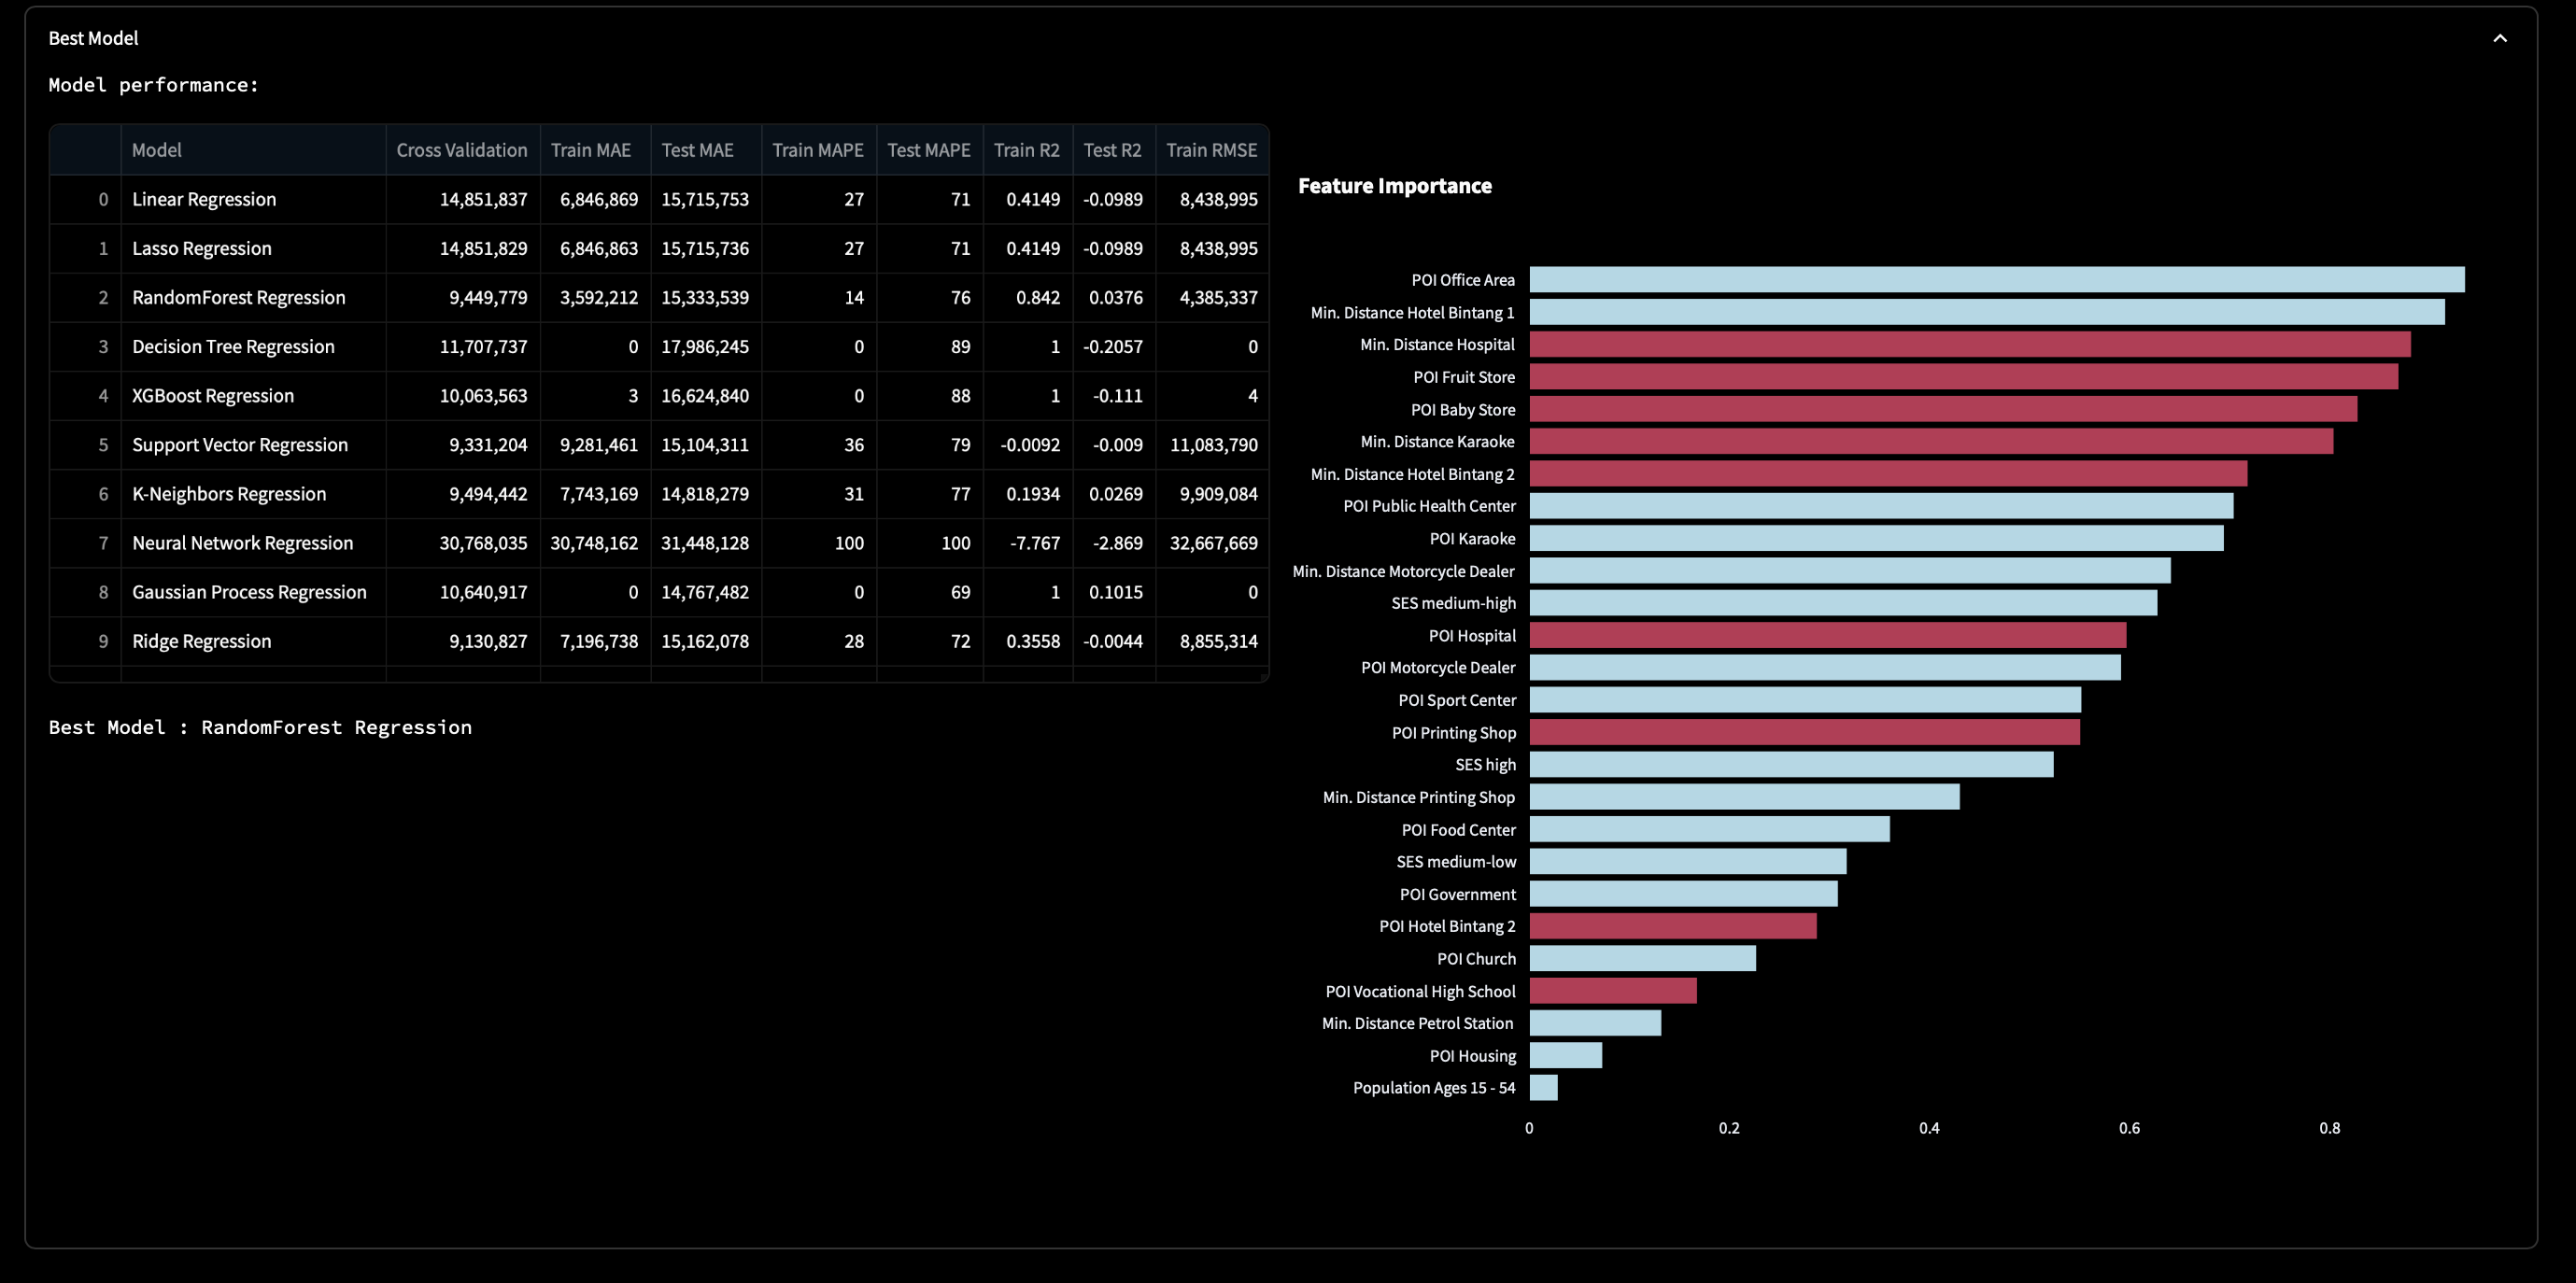 Best Model
Model performance:
Model Cross Validation Train MAE Test MAE Train MAPE Test MAPE Train R2 Test R2 Train RMSE
0 Linear Regression 14,851,837 6,846,869 15,715,753 27 71 0.4149 -0.0989 8,438,995
1 Lasso Regression 14,851,829 6,846,863 15,715,736 27 71 0.4149 -0.0989 8,438,995
2 RandomForest Regression 9,449,779 3,592,212 15,333,539 14 76 0.842 0.0376 4,385,337
3 Decision Tree Regression 11,707,737 0 17,986,245 0 89 1 -0.2057 0
4 XGBoost Regression 10,063,563 3 16,624,840 0 88 1 -0.111 4
5 Support Vector Regression 9,331,204 9,281,461 15,104,311 36 79 -0.0092 -0.009 11,083,790
6 K-Neighbors Regression 9,494,442 7,743,169 14,818,279 31 77 0.1934 0.0269 9,909,084
7 Neural Network Regression 30,768,035 30,748,162 31,448,128 100 100 -7.767 -2.869 32,667,669
8 Gaussian Process Regression 10,640,917 0 14,767,482 0 69 1 0.1015 0
9 Ridge Regression 9,130,827 7,196,738 15,162,078 28 72 0.3558 -0.0044 8,855,314
Best Model : RandomForest Regression
Feature Importance
POI Office Area
Min. Distance Hotel Bintang 1
Min. Distance Hospital
POI Fruit Store
POI Baby Store
Min. Distance Karaoke
Min. Distance Hotel Bintang 2
POI Public Health Center
POI Karaoke
Min. Distance Motorcycle Dealer
SES medium-high
POI Hospital
POI Motorcycle Dealer
POI Sport Center
POI Printing Shop
SES high
Min. Distance Printing Shop
POI Food Center
SES medium-low
POI Government
POI Hotel Bintang 2
POI Church
POI Vocational High School
Min. Distance Petrol Station
POI Housing
Population Ages 15 - 54
0 0.2 0.4 0.6 0.8